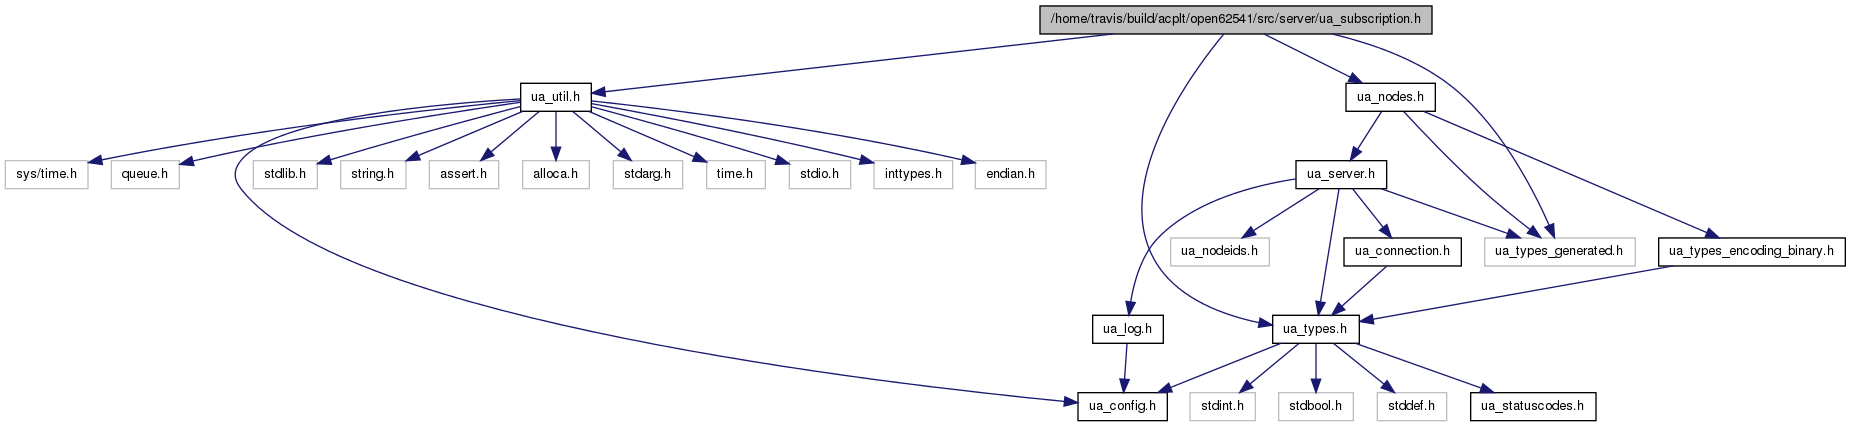 /home/travis/build/acplt/open62541/src/server/ua_subscription.h
ua_util.h
ua_nodes.h
sys/time.h
queue.h
stdlib.h
string.h
assert.h
alloca.h
stdarg.h
time.h
stdio.h
inttypes.h
endian.h
ua_server.h
ua_nodeids.h
ua_connection.h
ua_types_generated.h
ua_types_encoding_binary.h
ua_log.h
ua_types.h
ua_config.h
stdint.h
stdbool.h
stddef.h
ua_statuscodes.h